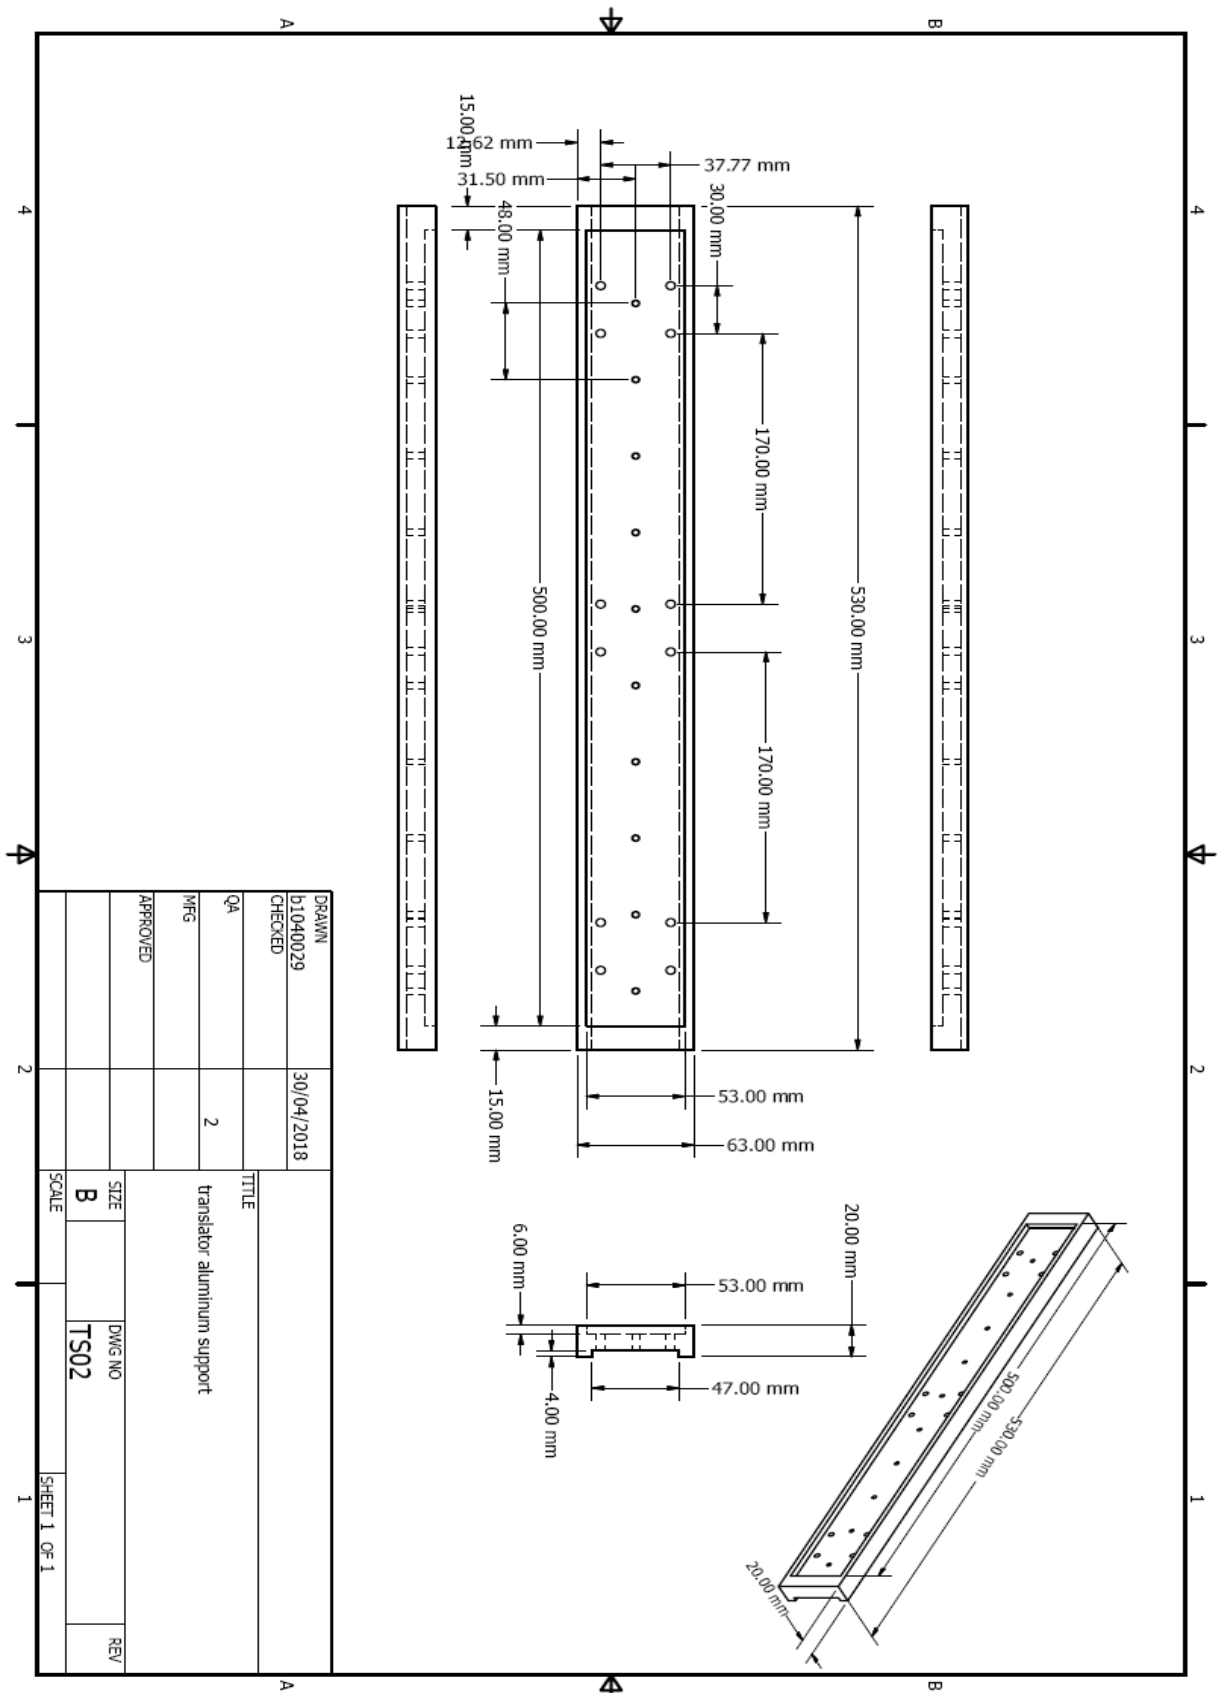 A
B
4
4
3
3
2
2
1
1
A
B
15.00 mm
12.62 mm
37.77 mm
31.50 mm
30.00 mm
48.00 mm
170.00 mm
500.00 mm
530.00 mm
170.00 mm
53.00 mm
15.00 mm
63.00 mm
20.00 mm
6.00 mm
53.00 mm
47.00 mm
4.00 mm
500.00 mm
530.00 mm
20.00 mm
DRAWN
b1040029
30/04/2018
CHECKED
QA
2
MFG
APPROVED
TITLE
translator aluminum support
SIZE
B
DWG NO
TS02
REV
SCALE
SHEET 1 OF 1